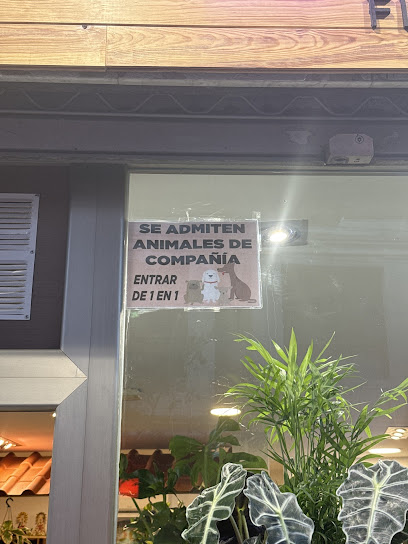 SE ADMITEN
ANIMALES DE
COMPAÑÍA
ENTRAR
DE 1 EN 1